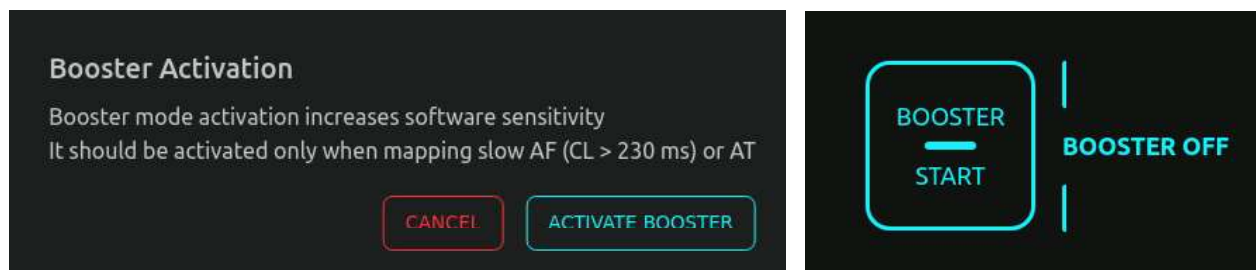 Booster Activation
Booster mode activation increases software sensitivity
It should be activated only when mapping slow AF (CL > 230 ms) or AT
CANCEL
ACTIVATE BOOSTER
BOOSTER
START
BOOSTER OFF